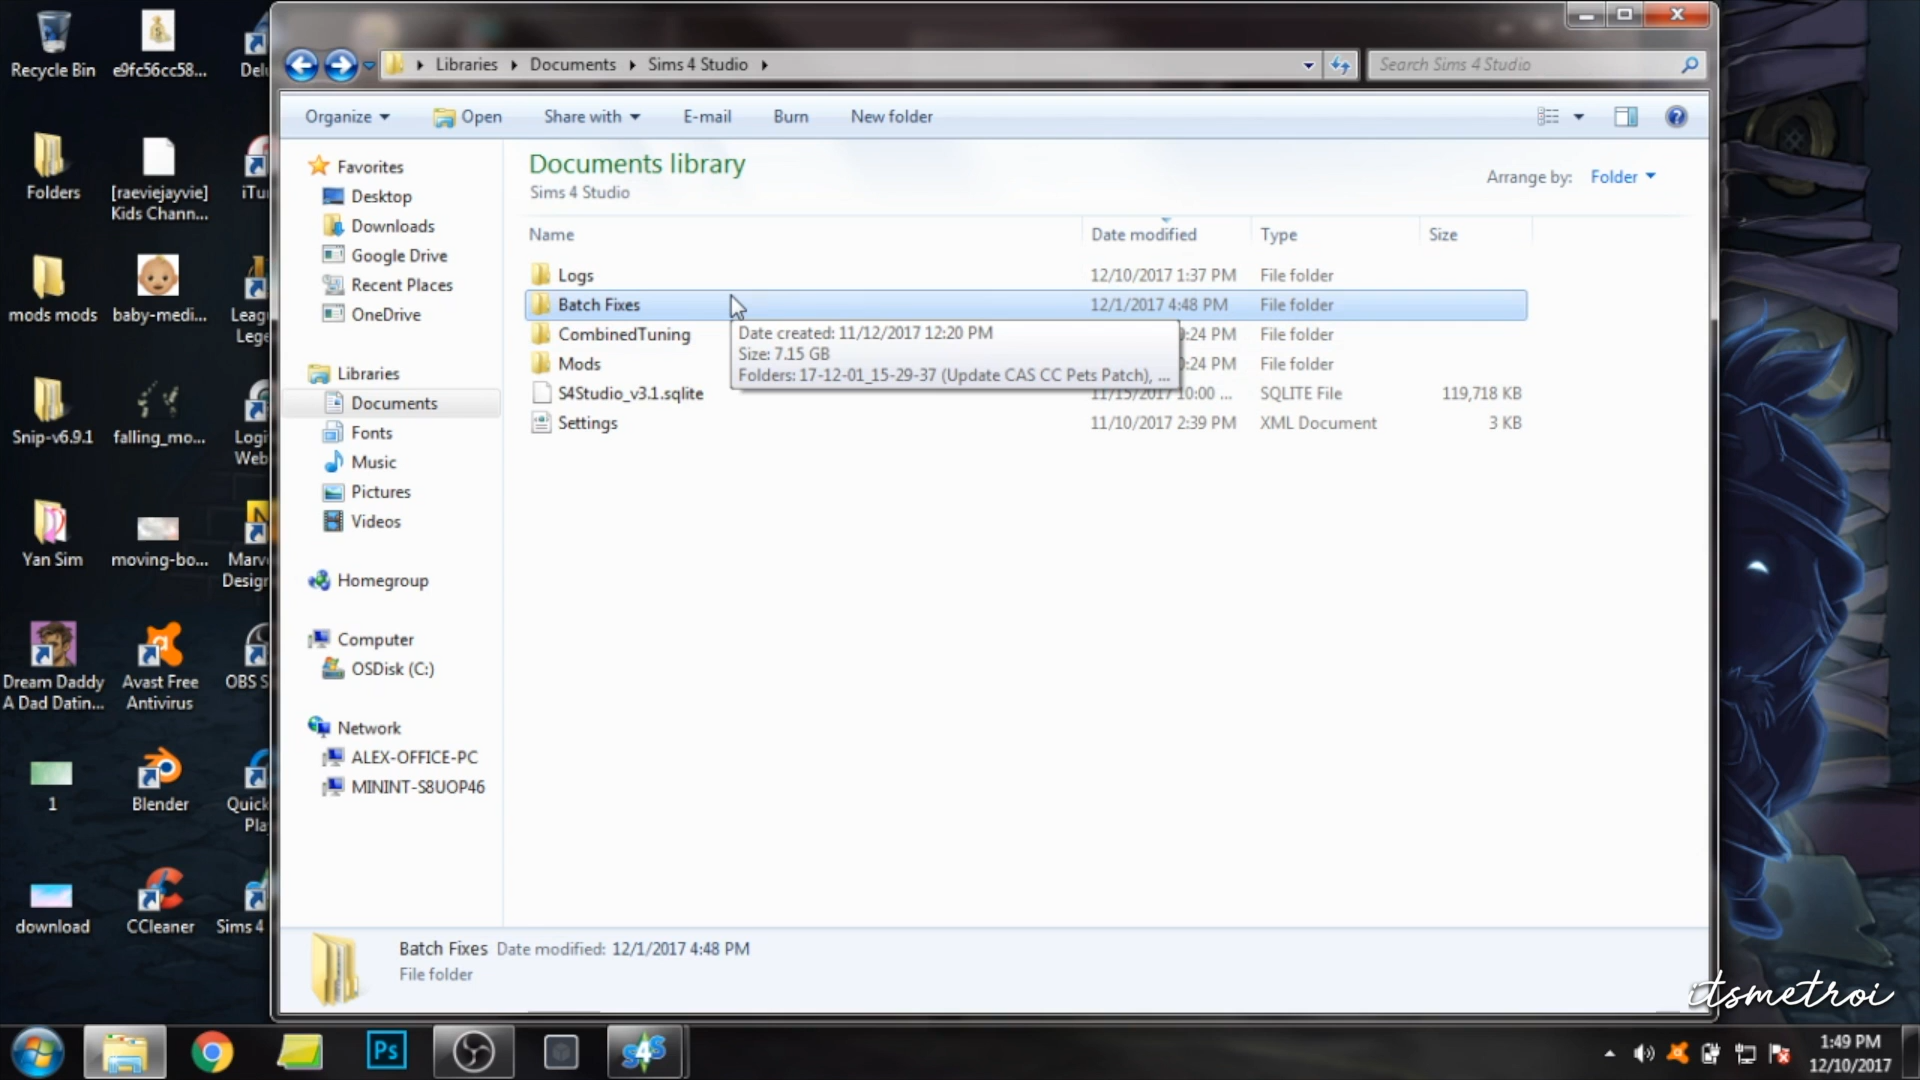 Recycle Bin
e9fc56cc58...
Folders
[raeviejayvie]
Kids Chann...
mods mods
baby-medi...
Leag
Lege
Snip-v6.9.1
falling_mo...
Logi
Web
Yan Sim
moving-bo...
Marv
Design
Dream Daddy
A Dad Datin...
Avast Free
Antivirus
OBS S
1
Blender
Quick
Pla
download
CCleaner
Sims 4
Libraries
Documents
Sims 4 Studio
Search Sims 4 Studio
Organize
Open
Share with
E-mail
Burn
New folder
Favorites
Desktop
Downloads
Google Drive
Recent Places
OneDrive
Libraries
Documents
Fonts
Music
Pictures
Videos
Homegroup
Computer
OSDisk (C:)
Network
ALEX-OFFICE-PC
MININT-S8UOP46
Documents library
Sims 4 Studio
Arrange by: Folder
Name Date modified Type Size
Logs 12/10/2017 1:37 PM File folder
Batch Fixes 12/1/2017 4:48 PM File folder
CombinedTuning :24 PM File folder
Mods :24 PM File folder
S4Studio_v3.1.sqlite 11/15/2017 10:00 ... SQLITE File 119,718 KB
Settings 11/10/2017 2:39 PM XML Document 3 KB
Date created: 11/12/2017 12:20 PM
Size: 7.15 GB
Folders: 17-12-01_15-29-37 (Update CAS CC Pets Patch), ...
Batch Fixes Date modified: 12/1/2017 4:48 PM
File folder
itsmetroi
Ps
S4S
1:49 PM
12/10/2017